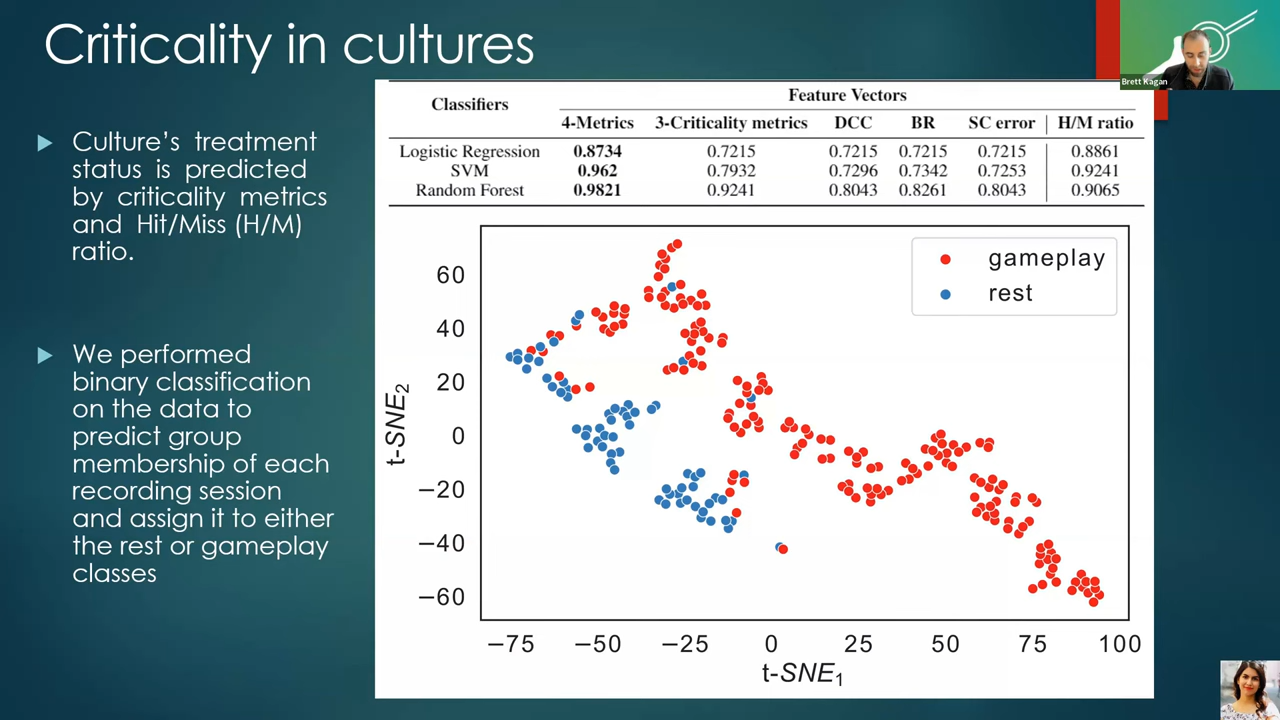 Criticality in cultures
Brett Kagan
Culture's treatment
status is predicted
by criticality metrics
and Hit/Miss (H/M)
ratio.
We performed
binary classification
on the data to
predict group
membership of each
recording session
and assign it to either
the rest or gameplay
classes
Classifiers Feature Vectors
4-Metrics 3-Criticality metrics DCC BR SC error H/M ratio
Logistic Regression 0.8734 0.7215 0.7215 0.7215 0.7215 0.8861
SVM 0.962 0.7932 0.7296 0.7342 0.7253 0.9241
Random Forest 0.9821 0.9241 0.8043 0.8261 0.8043 0.9065
gameplay
rest
t-SNE₂
60
40
20
0
−20
−40
−60
−75 −50 −25 0 25 50 75 100
t-SNE₁